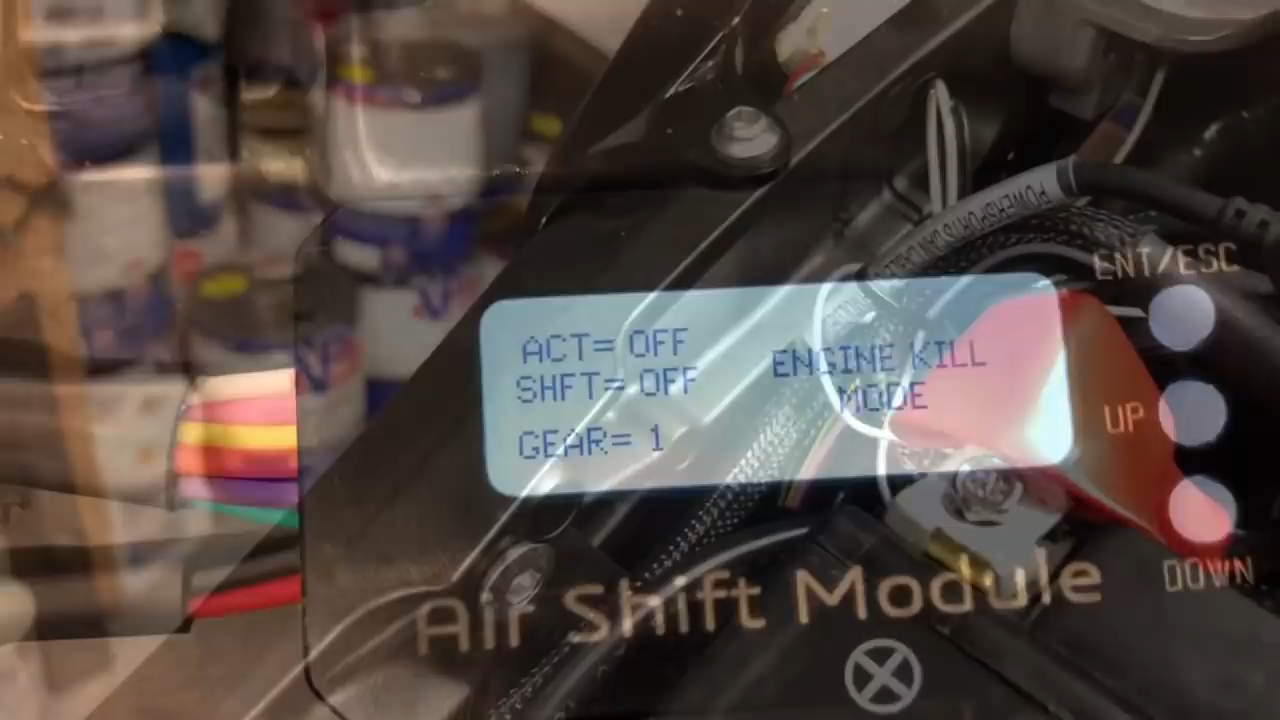 ACT= OFF
SHFT= OFF
GEAR= 1
ENGINE KILL
MODE
ENT/ESC
UP
DOWN
Air Shift Module